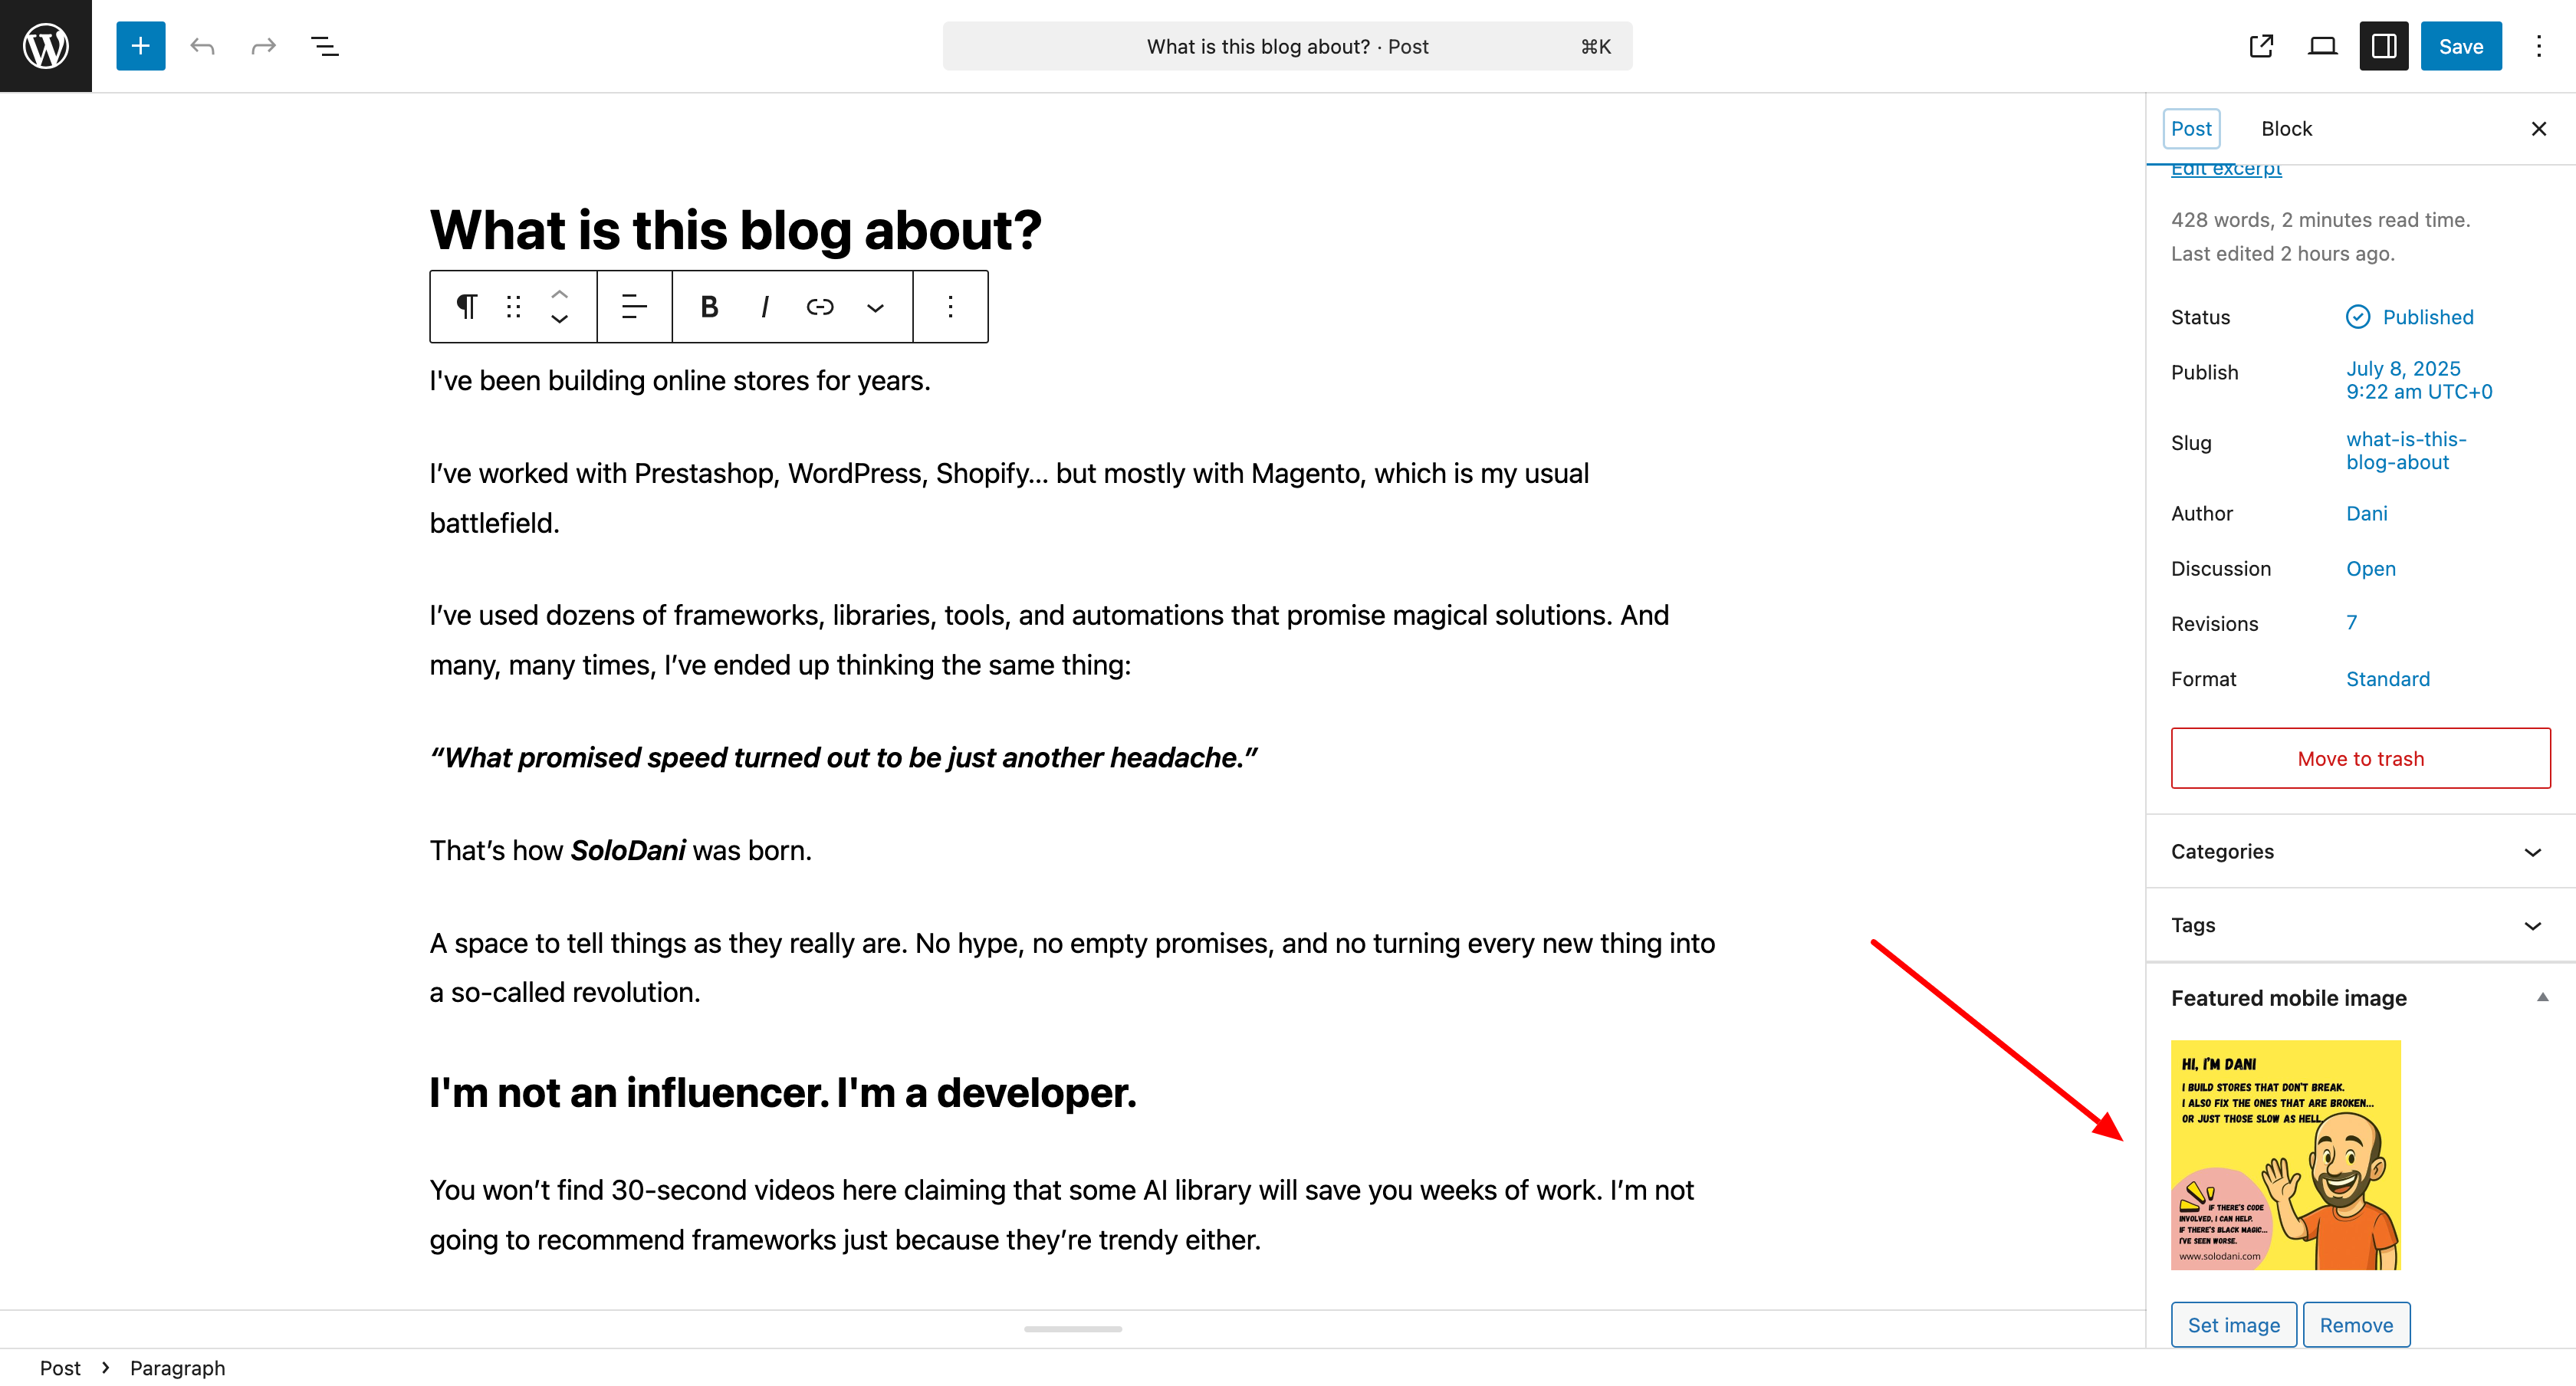 What is this blog about? · Post ⌘K
Save
Post Block
Edit excerpt
428 words, 2 minutes read time.
Last edited 2 hours ago.
Status Published
Publish July 8, 2025
9:22 am UTC+0
Slug what-is-this-
blog-about
Author Dani
Discussion Open
Revisions 7
Format Standard
Move to trash
Categories
Tags
Featured mobile image
HI, I'M DANI
I BUILD STORES THAT DON'T BREAK.
I ALSO FIX THE ONES THAT ARE BROKEN...
OR JUST THOSE SLOW AS HELL
IF THERE'S CODE
INVOLVED, I CAN HELP.
IF THERE'S BLACK MAGIC...
I'VE SEEN WORSE.
www.solodani.com
Set image Remove
What is this blog about?
B I
I've been building online stores for years.
I’ve worked with Prestashop, WordPress, Shopify… but mostly with Magento, which is my usual
battlefield.
I’ve used dozens of frameworks, libraries, tools, and automations that promise magical solutions. And
many, many times, I’ve ended up thinking the same thing:
“What promised speed turned out to be just another headache.”
That’s how SoloDani was born.
A space to tell things as they really are. No hype, no empty promises, and no turning every new thing into
a so-called revolution.
I'm not an influencer. I'm a developer.
You won’t find 30-second videos here claiming that some AI library will save you weeks of work. I’m not
going to recommend frameworks just because they’re trendy either.
Post › Paragraph